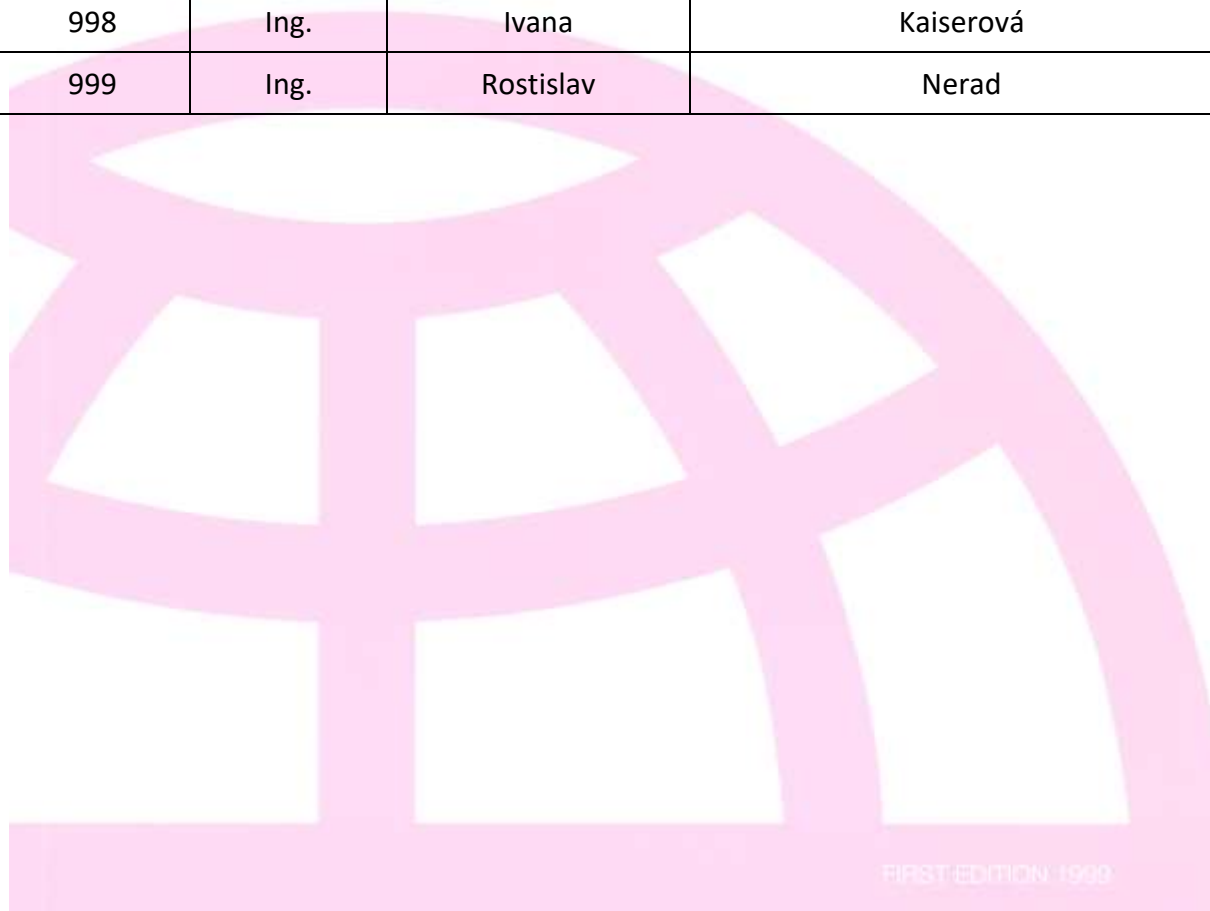 998 Ing. Ivana Kaiserová
999 Ing. Rostislav Nerad
FIRST EDITION 1999